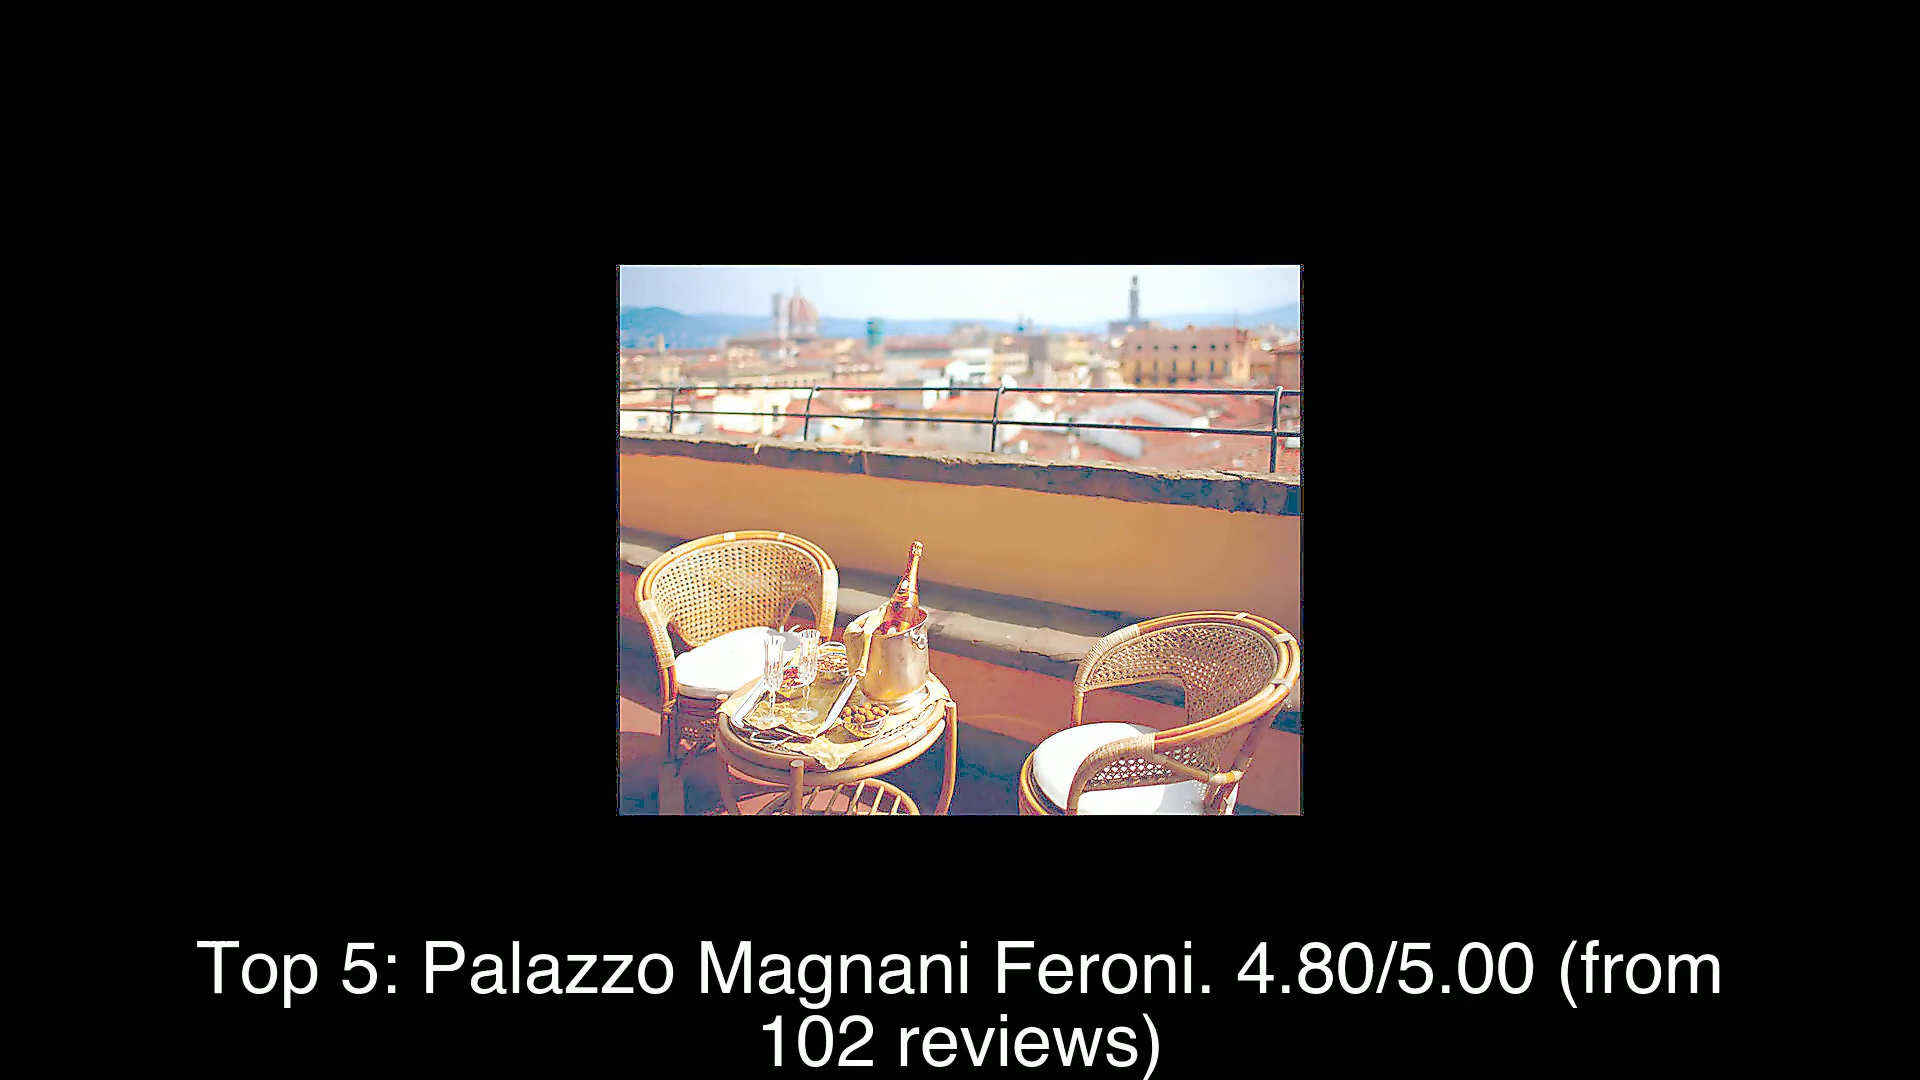 Top 5: Palazzo Magnani Feroni. 4.80/5.00 (from
102 reviews)